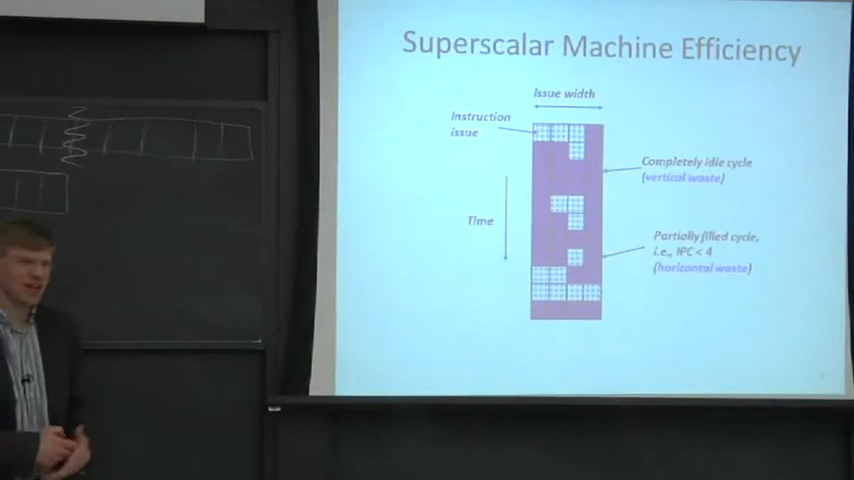 Superscalar Machine Efficiency
Issue width
Instruction
issue
Completely idle cycle
(vertical waste)
Time
Partially filled cycle,
i.e., IPC < 4
(horizontal waste)